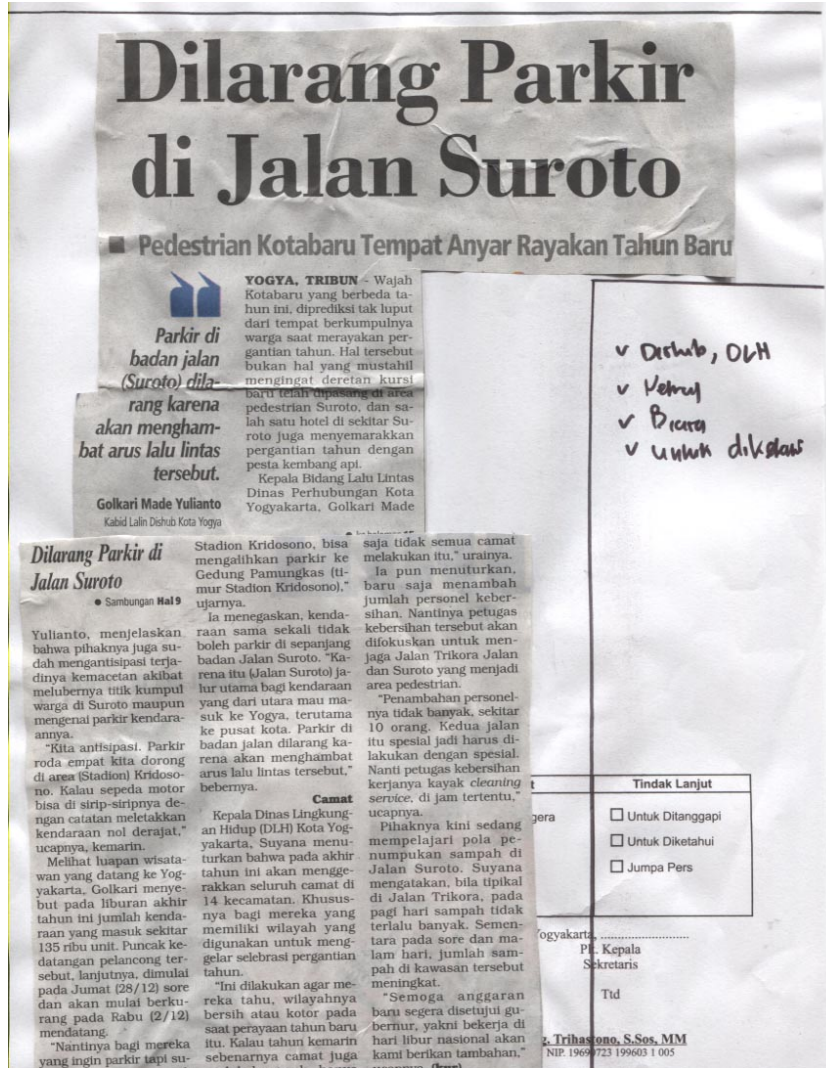 Dilarang Parkir
di Jalan Suroto
■ Pedestrian Kotabaru Tempat Anyar Rayakan Tahun Baru
Parkir di
badan jalan
(Suroto) dila-
rang karena
akan mengham-
bat arus lalu lintas
tersebut.
Golkari Made Yulianto
Kabid Lalin Dishub Kota Yogya
YOGYA, TRIBUN - Wajah
Kotabaru yang berbeda ta-
hun ini, diprediksi tak luput
dari tempat berkumpulnya
warga saat merayakan per-
gantian tahun. Hal tersebut
bukan hal yang mustahil
mengingat deretan kursi
baru telah dipasang di area
pedestrian Suroto, dan sa-
lah satu hotel di sekitar Su-
roto juga menyemarakkan
pergantian tahun dengan
pesta kembang api.
Kepala Bidang Lalu Lintas
Dinas Perhubungan Kota
Yogyakarta, Golkari Made
Dilarang Parkir di
Jalan Suroto
● Sambungan Hal 9
Yulianto, menjelaskan
bahwa pihaknya juga su-
dah mengantisipasi terja-
dinya kemacetan akibat
melubernya titik kumpul
warga di Suroto maupun
mengenai parkir kendara-
annya.
"Kita antisipasi. Parkir
roda empat kita dorong
di area (Stadion) Kridoso-
no. Kalau sepeda motor
bisa di sirip-siripnya de-
ngan catatan meletakkan
kendaraan nol derajat,"
ucapnya, kemarin.
Melihat luapan wisata-
wan yang datang ke Yog-
yakarta, Golkari menye-
but pada liburan akhir
tahun ini jumlah kenda-
raan yang masuk sekitar
135 ribu unit. Puncak ke-
datangan pelancong ter-
sebut, lanjutnya, dimulai
pada Jumat (28/12) sore
dan akan mulai berku-
rang pada Rabu (2/12)
mendatang.
"Nantinya bagi mereka
yang ingin parkir tapi su-
Stadion Kridosono, bisa
mengalihkan parkir ke
Gedung Pamungkas (ti-
mur Stadion Kridosono),"
ujarnya.
Ia menegaskan, kenda-
raan sama sekali tidak
boleh parkir di sepanjang
badan Jalan Suroto. "Ka-
rena itu (Jalan Suroto) ja-
lur utama bagi kendaraan
yang dari utara mau ma-
suk ke Yogya, terutama
ke pusat kota. Parkir di
badan jalan dilarang ka-
rena akan menghambat
arus lalu lintas tersebut,"
bebernya.
Camat
Kepala Dinas Lingkung-
an Hidup (DLH) Kota Yog-
yakarta, Suyana menu-
turkan bahwa pada akhir
tahun ini akan mengge-
rakkan seluruh camat di
14 kecamatan. Khusus-
nya bagi mereka yang
memiliki wilayah yang
digunakan untuk meng-
gelar selebrasi pergantian
tahun.
"Ini dilakukan agar me-
reka tahu, wilayahnya
bersih atau kotor pada
saat perayaan tahun baru
itu. Kalau tahun kemarin
sebenarnya camat juga
saja tidak semua camat
melakukan itu," urainya.
Ia pun menuturkan,
baru saja menambah
jumlah personel keber-
sihan. Nantinya petugas
kebersihan tersebut akan
difokuskan untuk men-
jaga Jalan Trikora Jalan
dan Suroto yang menjadi
area pedestrian.
"Penambahan personel-
nya tidak banyak, sekitar
10 orang. Kedua jalan
itu spesial jadi harus di-
lakukan dengan spesial.
Nanti petugas kebersihan
kerjanya kayak cleaning
service, di jam tertentu,"
ucapnya.
Pihaknya kini sedang
mempelajari pola pe-
numpukan sampah di
Jalan Suroto. Suyana
mengatakan, bila tipikal
di Jalan Trikora, pada
pagi hari sampah tidak
terlalu banyak. Semen-
tara pada sore dan ma-
lam hari, jumlah sam-
pah di kawasan tersebut
meningkat.
"Semoga anggaran
baru segera disetujui gu-
bernur, yakni bekerja di
hari libur nasional akan
kami berikan tambahan,"
v Dishub, DLH
v
v
v untuk
Tindak Lanjut
Untuk Ditanggapi
Untuk Diketahui
Jumpa Pers
Yogyakarta, ...........................
Kepala
Sekretaris
Ttd
Trihastono, S.Sos, MM
NIP. 19690723 199603 1 005